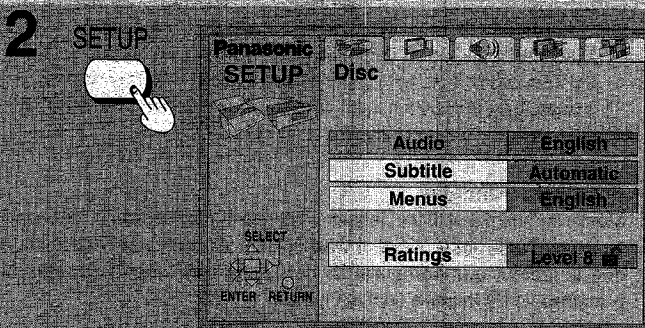 2 SETUP
Panasonic
SETUP
Disc
Audio English
Subtitle Automatic
Menus English
Ratings Level 8
SELECT
ENTER RETURN